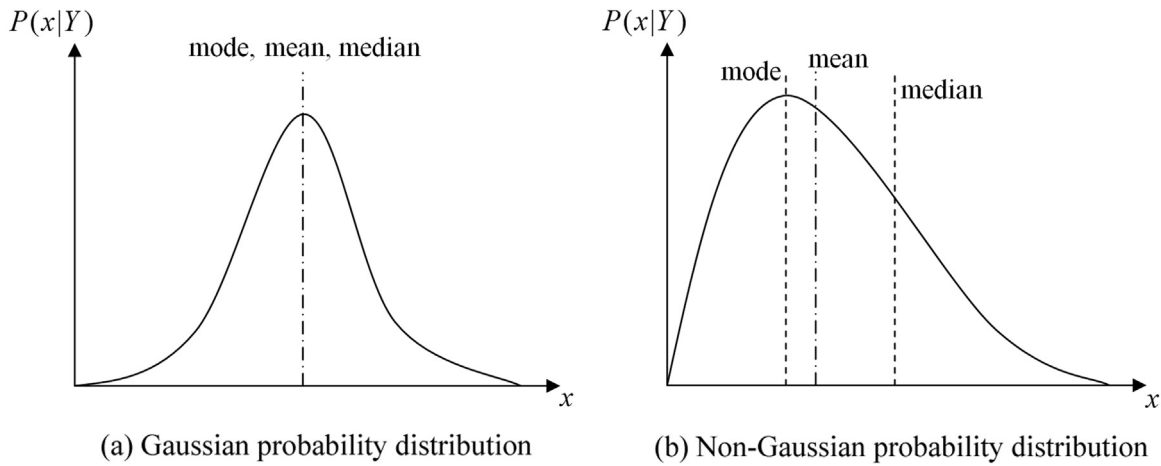 P(x|Y)
mode, mean, median
x
(a) Gaussian probability distribution
P(x|Y)
mode
mean
median
x
(b) Non-Gaussian probability distribution